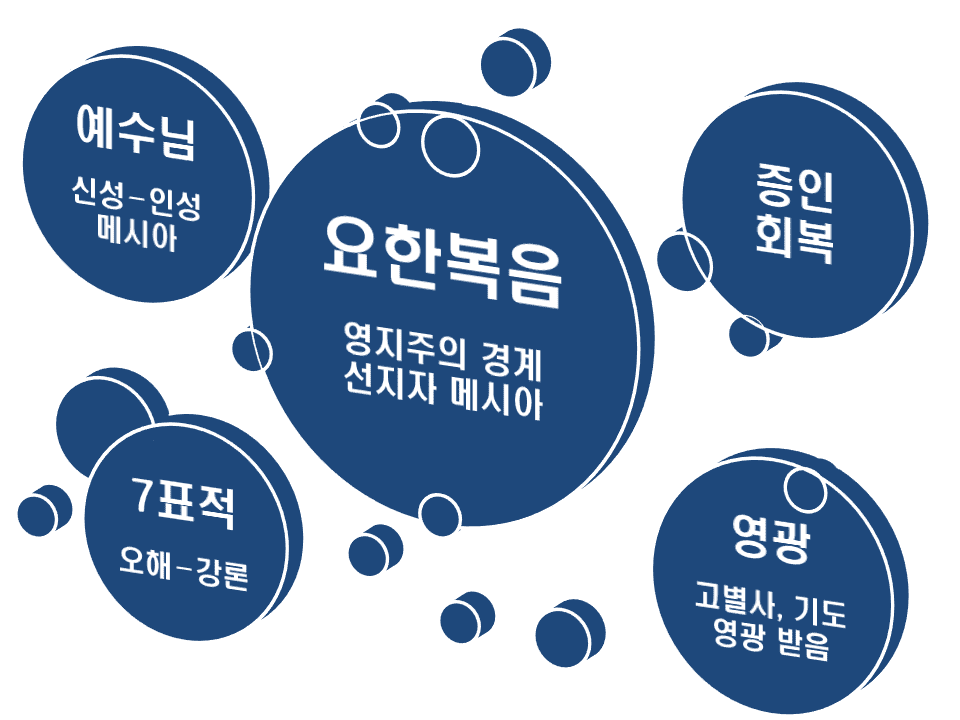 예수님
신성-인성
메시아
요한복음
영지주의 경계
선지자 메시아
증인
회복
7표적
오해-강론
영광
고별사, 기도
영광 받음